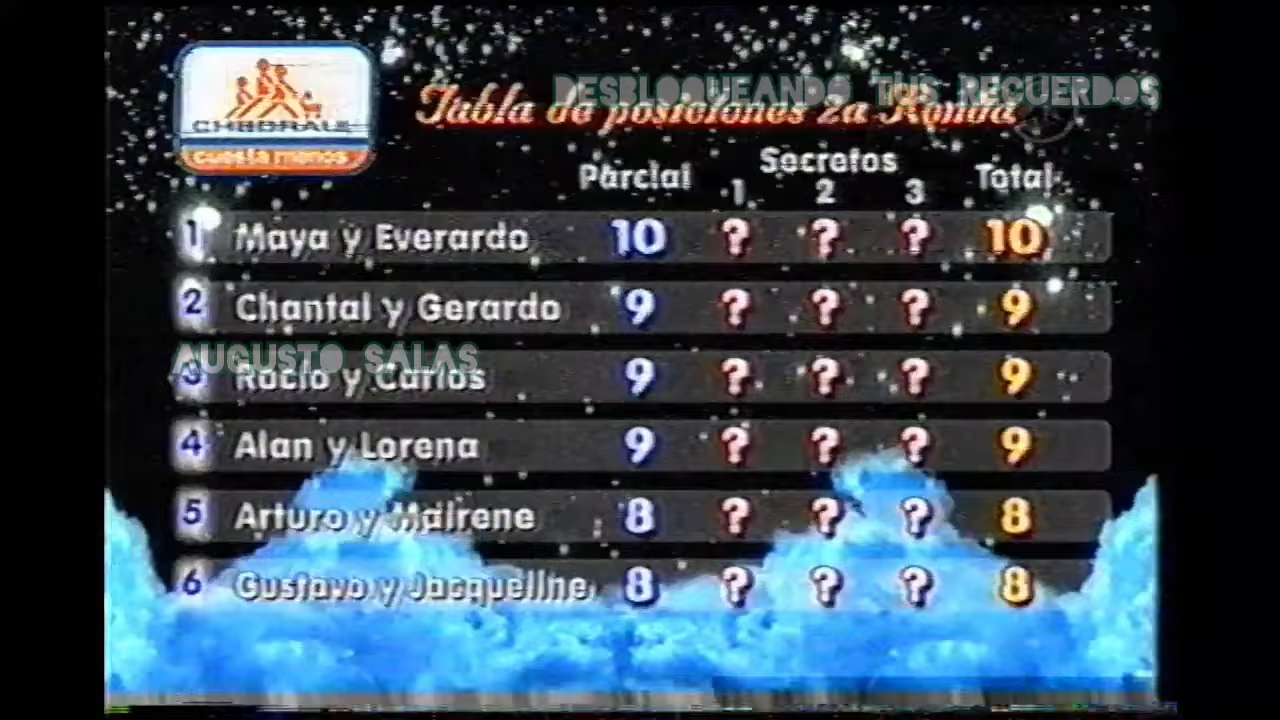 DESBLOQUEANDO TUS RECUERDOS
Tabla de posiciones 2a Ronda
CHEDRAUI
cuesta menos
Parcial Secretos Total
1 2 3
1 Maya y Everardo 10 ? ? ? 10
2 Chantal y Gerardo 9 ? ? ? 9
AUGUSTO SALAS
3 Rocío y Carlos 9 ? ? ? 9
4 Alan y Lorena 9 ? ? ? 9
5 Arturo y Mairene 8 ? ? ? 8
6 Gustavo y Jacqueline 8 ? ? ? 8